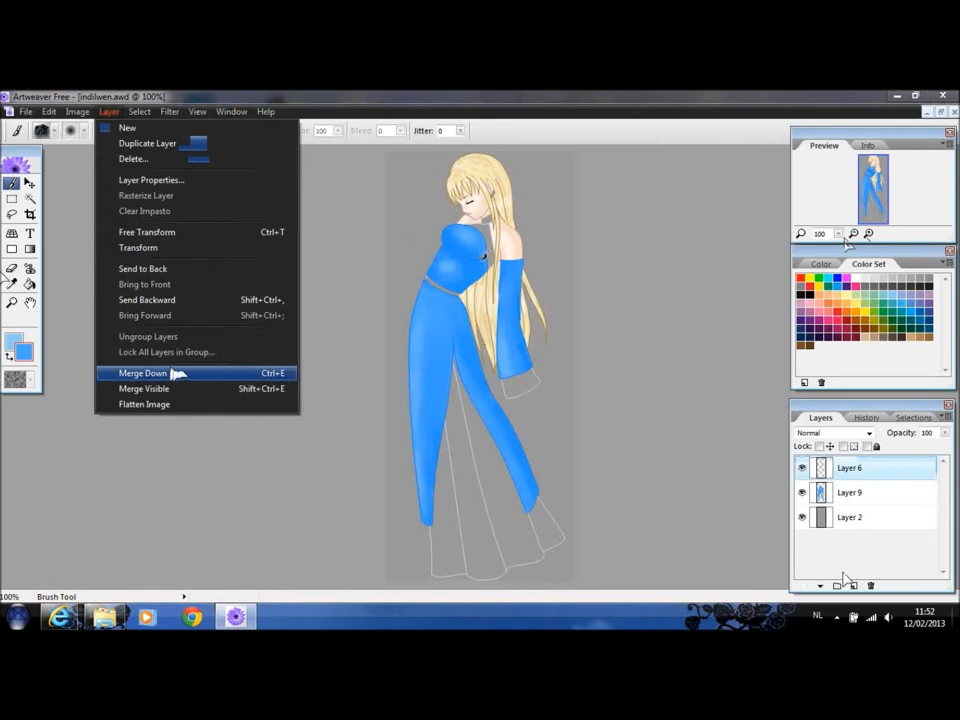 Artweaver Free - [indilwen.awd @ 100%]
File Edit Image Layer Select Filter View Window Help
100 Bleed: 0 Jitter: 0
New
Duplicate Layer
Delete...
Layer Properties...
Rasterize Layer
Clear Impasto
Free Transform Ctrl+T
Transform
Send to Back
Bring to Front
Send Backward Shift+Ctrl+,
Bring Forward Shift+Ctrl+;
Ungroup Layers
Lock All Layers in Group...
Merge Down Ctrl+E
Merge Visible Shift+Ctrl+E
Flatten Image
Preview Info
100
Color Color Set
Layers History Selections
Normal Opacity: 100
Lock:
Layer 6
Layer 9
Layer 2
100% Brush Tool
NL 11:52
12/02/2013